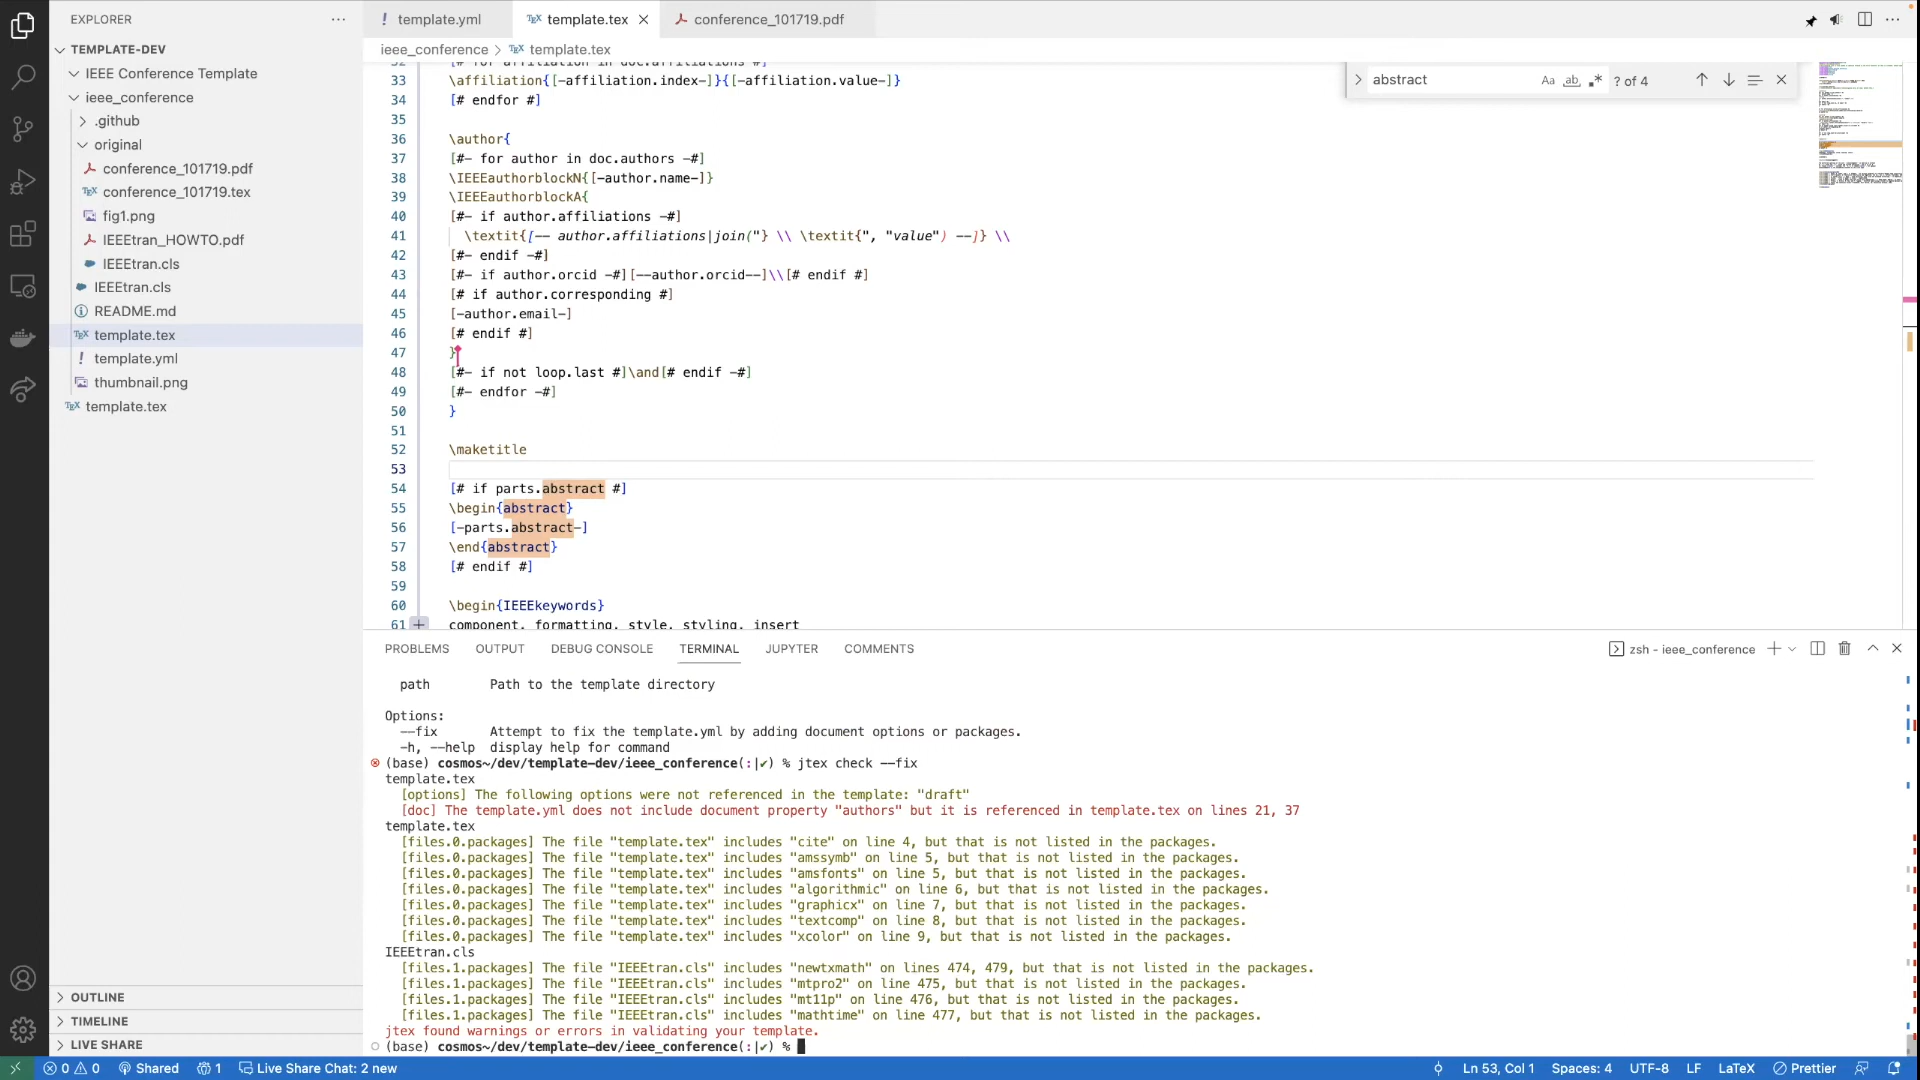 EXPLORER
TEMPLATE-DEV
IEEE Conference Template
ieee_conference
.github
original
conference_101719.pdf
conference_101719.tex
fig1.png
IEEEtran_HOWTO.pdf
IEEEtran.cls
IEEEtran.cls
README.md
template.tex
template.yml
thumbnail.png
template.tex
OUTLINE
TIMELINE
LIVE SHARE
template.yml
template.tex
conference_101719.pdf
ieee_conference > template.tex
abstract
Aa ab ? of 4
32 [# for affiliation in doc.affiliations #]
33 \affiliation{[-affiliation.index-]}{[-affiliation.value-]}
34 [# endfor #]
35
36 \author{
37 [#- for author in doc.authors -#]
38 \IEEEauthorblockN{[-author.name-]}
39 \IEEEauthorblockA{
40 [#- if author.affiliations -#]
41 \textit{[-- author.affiliations|join("} \\ \textit{", "value") --]} \\
42 [#- endif -#]
43 [#- if author.orcid -#][--author.orcid--]\\[# endif #]
44 [# if author.corresponding #]
45 [-author.email-]
46 [# endif #]
47 }
48 [#- if not loop.last #]\and[# endif -#]
49 [#- endfor -#]
50 }
51
52 \maketitle
53
54 [# if parts.abstract #]
55 \begin{abstract}
56 [-parts.abstract-]
57 \end{abstract}
58 [# endif #]
59
60 \begin{IEEEkeywords}
61 component, formatting, style, styling, insert
PROBLEMS OUTPUT DEBUG CONSOLE TERMINAL JUPYTER COMMENTS
zsh - ieee_conference
path Path to the template directory
Options:
--fix Attempt to fix the template.yml by adding document options or packages.
-h, --help display help for command
(base) cosmos~/dev/template-dev/ieee_conference(:|✔) % jtex check --fix
template.tex
[options] The following options were not referenced in the template: "draft"
[doc] The template.yml does not include document property "authors" but it is referenced in template.tex on lines 21, 37
template.tex
[files.0.packages] The file "template.tex" includes "cite" on line 4, but that is not listed in the packages.
[files.0.packages] The file "template.tex" includes "amssymb" on line 5, but that is not listed in the packages.
[files.0.packages] The file "template.tex" includes "amsfonts" on line 5, but that is not listed in the packages.
[files.0.packages] The file "template.tex" includes "algorithmic" on line 6, but that is not listed in the packages.
[files.0.packages] The file "template.tex" includes "graphicx" on line 7, but that is not listed in the packages.
[files.0.packages] The file "template.tex" includes "textcomp" on line 8, but that is not listed in the packages.
[files.0.packages] The file "template.tex" includes "xcolor" on line 9, but that is not listed in the packages.
IEEEtran.cls
[files.1.packages] The file "IEEEtran.cls" includes "newtxmath" on lines 474, 479, but that is not listed in the packages.
[files.1.packages] The file "IEEEtran.cls" includes "mtpro2" on line 475, but that is not listed in the packages.
[files.1.packages] The file "IEEEtran.cls" includes "mt11p" on line 476, but that is not listed in the packages.
[files.1.packages] The file "IEEEtran.cls" includes "mathtime" on line 477, but that is not listed in the packages.
jtex found warnings or errors in validating your template.
(base) cosmos~/dev/template-dev/ieee_conference(:|✔) %
0 0 Shared 1 Live Share Chat: 2 new
Ln 53, Col 1 Spaces: 4 UTF-8 LF LaTeX Prettier